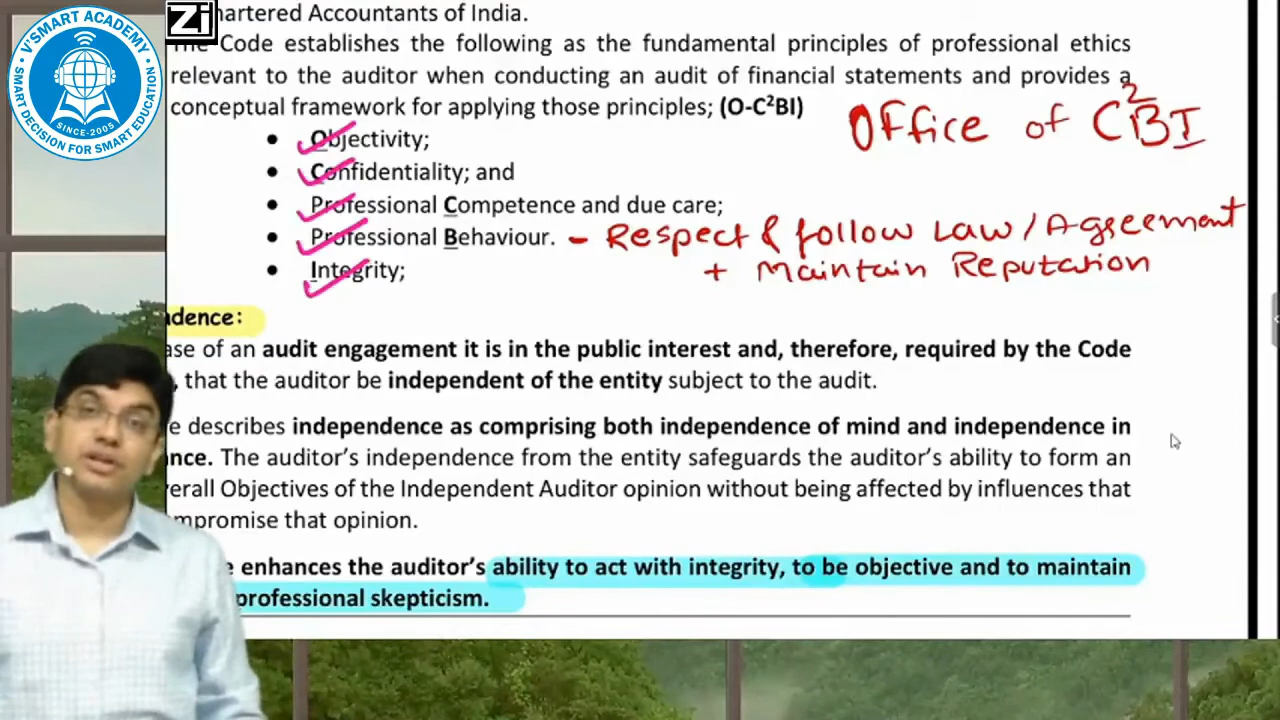 V'SMART ACADEMY
SMART DECISION FOR SMART EDUCATION
SINCE-2005
Zi
hartered Accountants of India.
he Code establishes the following as the fundamental principles of professional ethics
relevant to the auditor when conducting an audit of financial statements and provides a
conceptual framework for applying those principles; (O-C²BI)
Office of C²BI
• Objectivity;
• Confidentiality; and
• Professional Competence and due care;
• Professional Behaviour. - Respect & follow Law / Agreement
+ Maintain Reputation
• Integrity;
dence:
ase of an audit engagement it is in the public interest and, therefore, required by the Code
, that the auditor be independent of the entity subject to the audit.
e describes independence as comprising both independence of mind and independence in
nce. The auditor's independence from the entity safeguards the auditor's ability to form an
verall Objectives of the Independent Auditor opinion without being affected by influences that
mpromise that opinion.
e enhances the auditor's ability to act with integrity, to be objective and to maintain
professional skepticism.